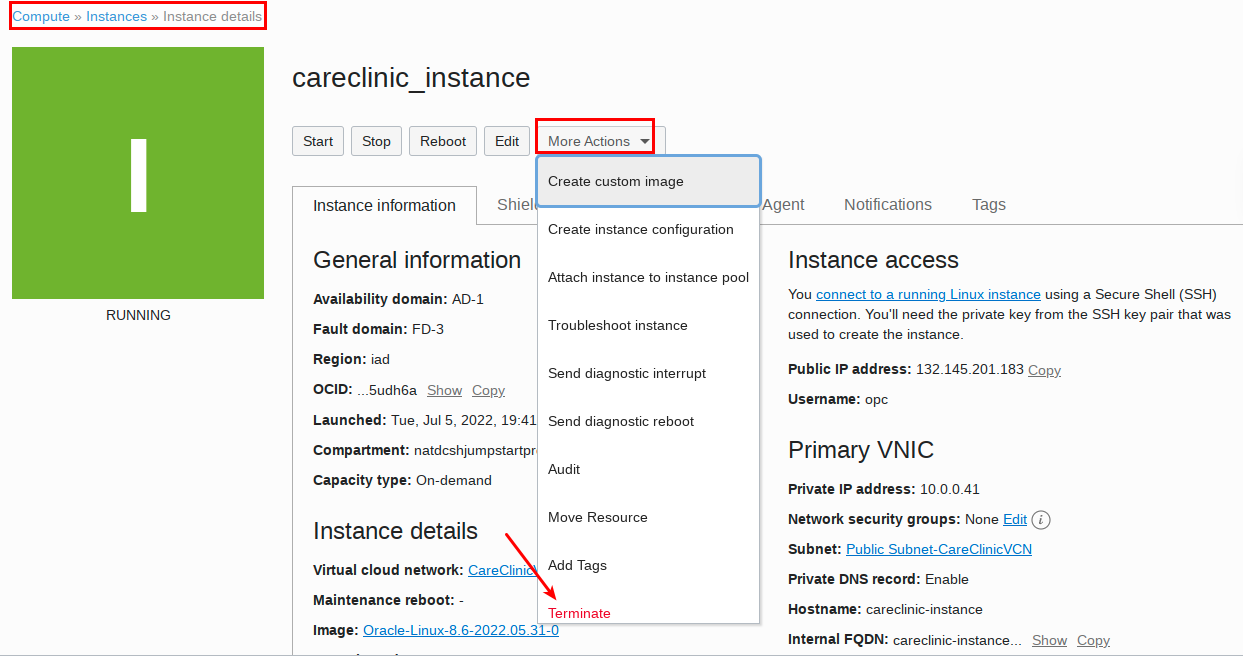 Compute » Instances » Instance details
I
RUNNING
careclinic_instance
Start Stop Reboot Edit More Actions
Create custom image
Create instance configuration
Attach instance to instance pool
Troubleshoot instance
Send diagnostic interrupt
Send diagnostic reboot
Audit
Move Resource
Add Tags
Terminate
Instance information Agent Notifications Tags
General information
Availability domain: AD-1
Fault domain: FD-3
Region: iad
OCID: ...5udh6a Show Copy
Launched: Tue, Jul 5, 2022, 19:41
Compartment:
Capacity type: On-demand
Instance details
Virtual cloud network:
Maintenance reboot: -
Image: Oracle-Linux-8.6-2022.05.31-0
Instance access
You connect to a running Linux instance using a Secure Shell (SSH)
connection. You'll need the private key from the SSH key pair that was
used to create the instance.
Public IP address: 132.145.201.183 Copy
Username: opc
Primary VNIC
Private IP address: 10.0.0.41
Network security groups: None Edit i
Subnet: Public Subnet-CareClinicVCN
Private DNS record: Enable
Hostname: careclinic-instance
Internal FQDN: careclinic-instance... Show Copy